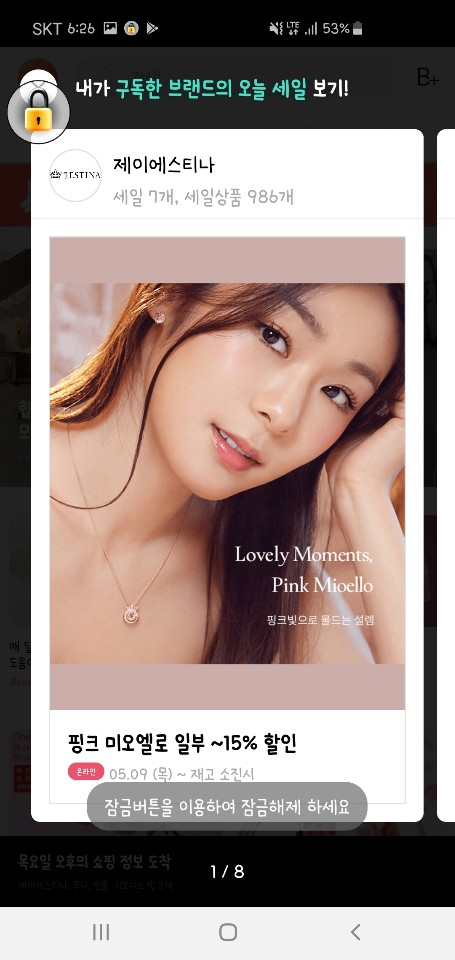 SKT 6:26 LTE 53%
내가 구독한 브랜드의 오늘 세일 보기!
B+
J.ESTINA
제이에스티나
세일 7개, 세일상품 986개
Lovely Moments,
Pink Mioello
핑크빛으로 물드는 설렘
핑크 미오엘로 일부 ~15% 할인
온라인 05.09 (목) ~ 재고 소진시
잠금버튼을 이용하여 잠금해제 하세요
목요일 오후의 쇼핑 정보 도착
1 / 8